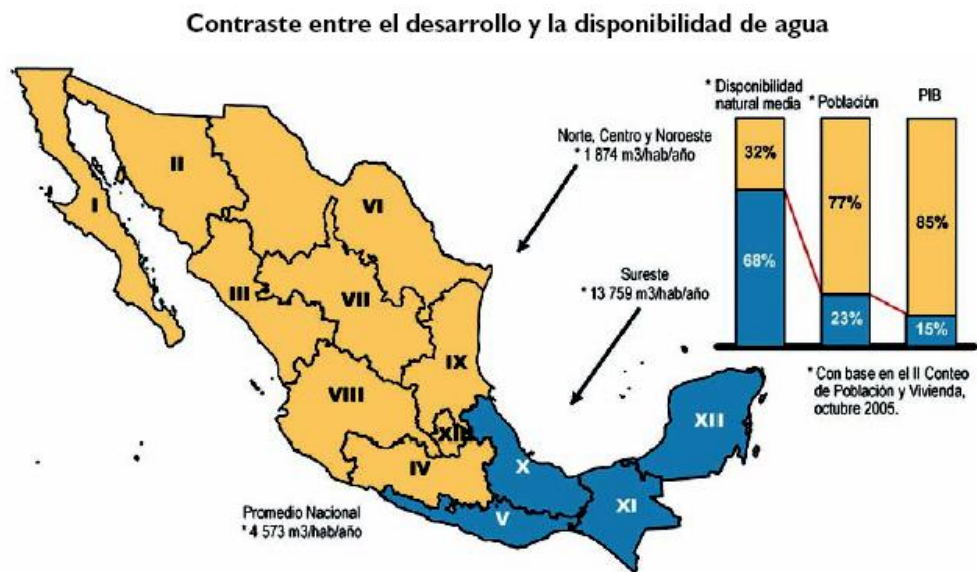 Contraste entre el desarrollo y la disponibilidad de agua
* Disponibilidad
natural media
* Población
PIB
32%
77%
85%
68%
23%
15%
Norte, Centro y Noroeste
* 1 874 m3/hab/año
Sureste
* 13 759 m3/hab/año
* Con base en el II Conteo
de Población y Vivienda,
octubre 2005.
I
II
VI
III
VII
IX
VIII
XIII
IV
X
V
XI
XII
Promedio Nacional
* 4 573 m3/hab/año